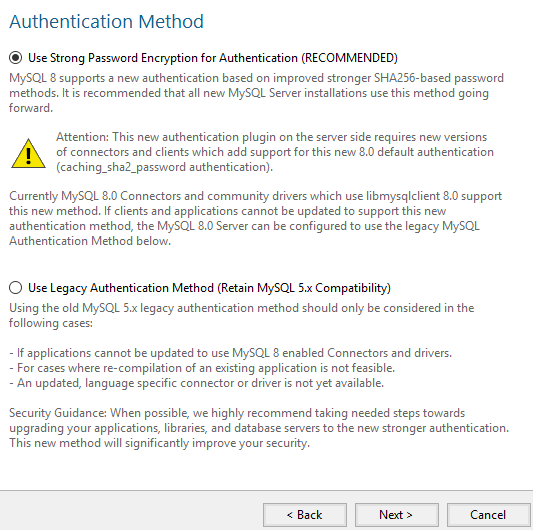 Authentication Method
Use Strong Password Encryption for Authentication (RECOMMENDED)
MySQL 8 supports a new authentication based on improved stronger SHA256-based password
methods. It is recommended that all new MySQL Server installations use this method going
forward.
Attention: This new authentication plugin on the server side requires new versions
of connectors and clients which add support for this new 8.0 default authentication
(caching_sha2_password authentication).
Currently MySQL 8.0 Connectors and community drivers which use libmysqlclient 8.0 support
this new method. If clients and applications cannot be updated to support this new
authentication method, the MySQL 8.0 Server can be configured to use the legacy MySQL
Authentication Method below.
Use Legacy Authentication Method (Retain MySQL 5.x Compatibility)
Using the old MySQL 5.x legacy authentication method should only be considered in the
following cases:
- If applications cannot be updated to use MySQL 8 enabled Connectors and drivers.
- For cases where re-compilation of an existing application is not feasible.
- An updated, language specific connector or driver is not yet available.
Security Guidance: When possible, we highly recommend taking needed steps towards
upgrading your applications, libraries, and database servers to the new stronger authentication.
This new method will significantly improve your security.
< Back
Next >
Cancel